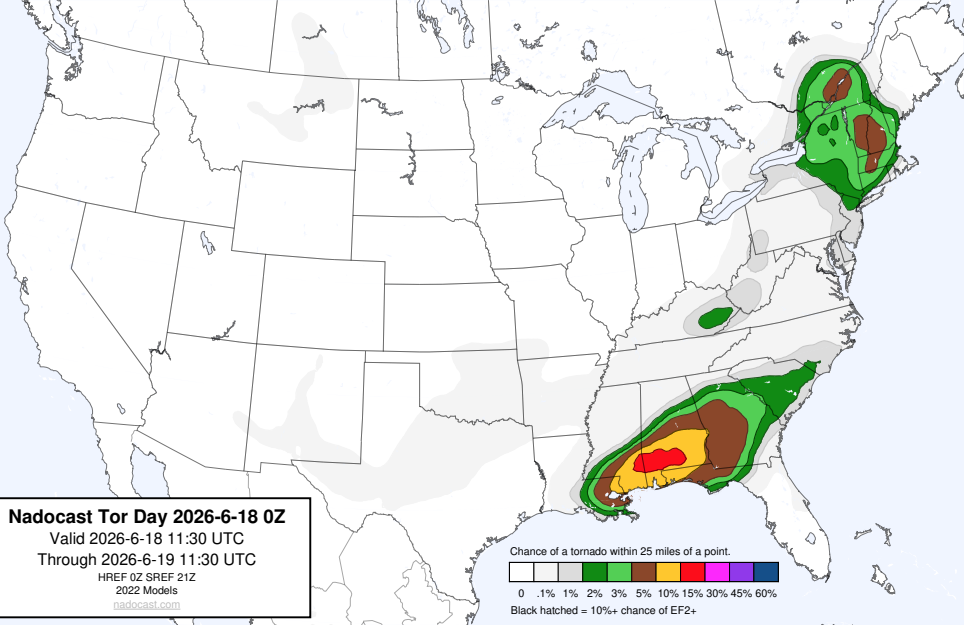 Nadocast Tor Day 2026-6-18 0Z
Valid 2026-6-18 11:30 UTC
Through 2026-6-19 11:30 UTC
HREF 0Z SREF 21Z
2022 Models
nadocast.com
Chance of a tornado within 25 miles of a point.
0 .1% 1% 2% 3% 5% 10% 15% 30% 45% 60%
Black hatched = 10%+ chance of EF2+